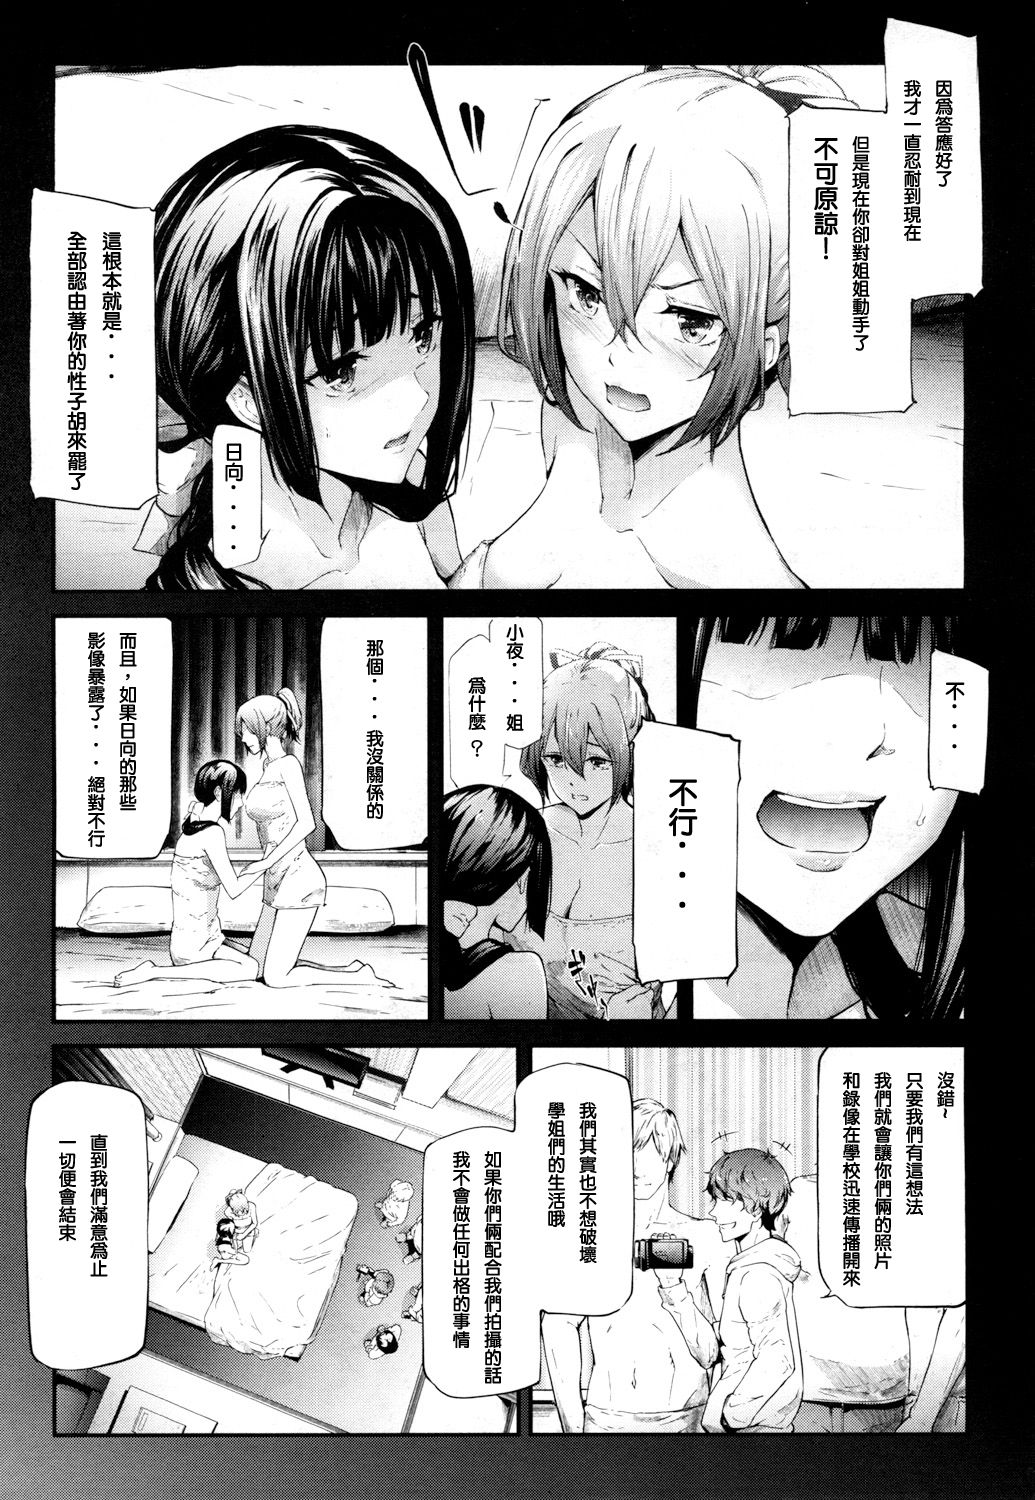 因為答應好了
我才一直忍耐到現在
但是現在你卻對姐姐動手了
不可原諒！
日向····
這根本就是···
全部認由著你的性子胡來罷了
不···
不行···
小夜···姐
為什麼？
那個···我沒關係的
而且，如果日向的那些
影像暴露了···絕對不行
沒錯~
只要我們有這想法
我們就會讓你們倆的照片
和錄像在學校迅速傳播開來
我們其實也不想破壞
學姐們的生活哦
如果你們倆配合我們拍攝的話
我不會做任何出格的事情
直到我們滿意為止
一切便會結束